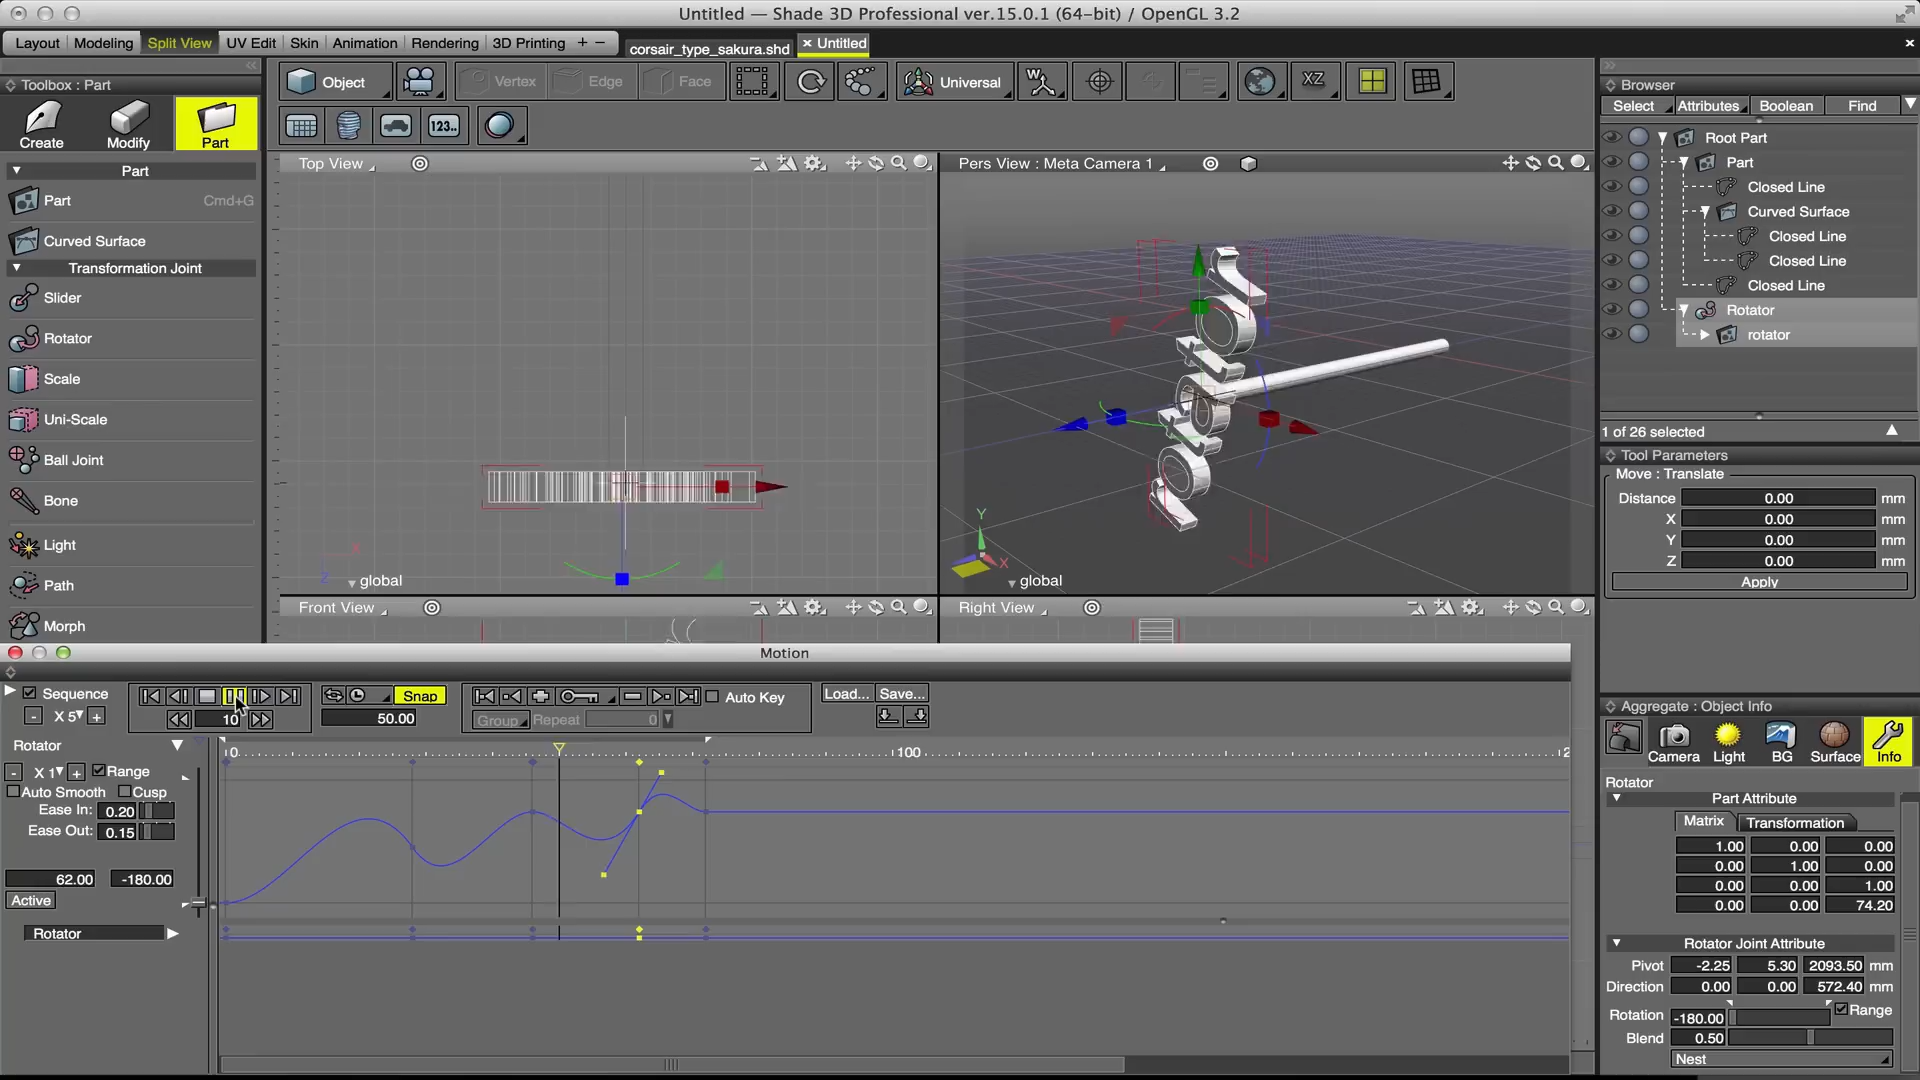 Untitled — Shade 3D Professional ver.15.0.1 (64-bit) / OpenGL 3.2
Layout Modeling Split View UV Edit Skin Animation Rendering 3D Printing + −
corsair_type_sakura.shd × Untitled ×
Toolbox : Part
Create Modify Part
Object Vertex Edge Face Universal W XZ
123..
Part
Part Cmd+G
Curved Surface
Transformation Joint
Slider
Rotator
Scale
Uni-Scale
Ball Joint
Bone
Light
Path
Morph
Top View
X
Z
global
Pers View : Meta Camera 1
rotator
Y
X
global
Front View
Right View
Browser
Select Attributes Boolean Find
Root Part
Part
Closed Line
Curved Surface
Closed Line
Closed Line
Closed Line
Rotator
rotator
1 of 26 selected
Tool Parameters
Move : Translate
Distance 0.00 mm
X 0.00 mm
Y 0.00 mm
Z 0.00 mm
Apply
Aggregate : Object Info
Camera Light BG Surface Info
Rotator
Part Attribute
Matrix Transformation
1.00 0.00 0.00
0.00 1.00 0.00
0.00 0.00 1.00
0.00 0.00 74.20
Rotator Joint Attribute
Pivot -2.25 5.30 2093.50 mm
Direction 0.00 0.00 572.40 mm
Rotation -180.00 Range
Blend 0.50
Nest
Motion
Sequence
- X 5 +
10
Snap
50.00
Auto Key
Group Repeat 0
Load... Save...
Rotator
- X 1 + Range
Auto Smooth Cusp
Ease In: 0.20
Ease Out: 0.15
62.00 -180.00
Active
Rotator
0 100 2